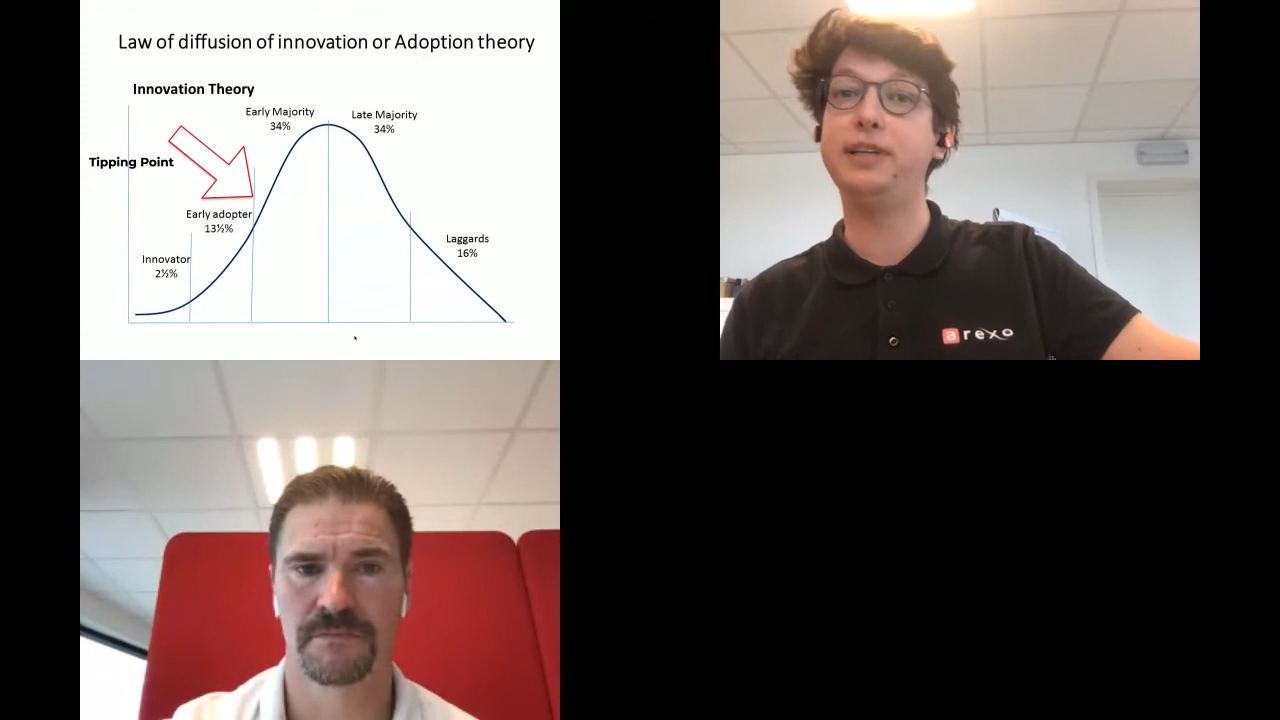 Law of diffusion of innovation or Adoption theory
Innovation Theory
Early Majority
34%
Late Majority
34%
Tipping Point
Early adopter
13½%
Innovator
2½%
Laggards
16%
arexo